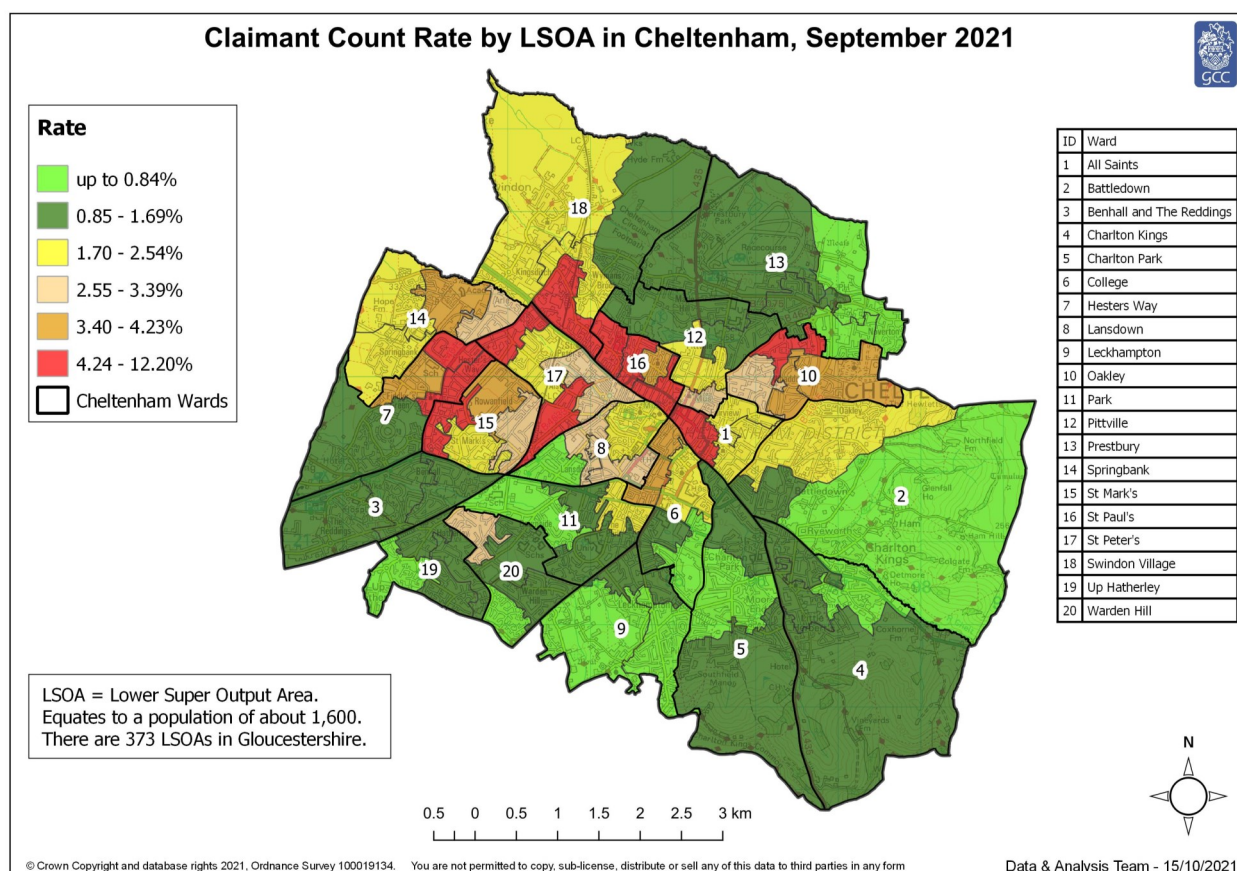 Claimant Count Rate by LSOA in Cheltenham, September 2021
GCC
Rate
up to 0.84%
0.85 - 1.69%
1.70 - 2.54%
2.55 - 3.39%
3.40 - 4.23%
4.24 - 12.20%
Cheltenham Wards
ID Ward
1 All Saints
2 Battledown
3 Benhall and The Reddings
4 Charlton Kings
5 Charlton Park
6 College
7 Hesters Way
8 Lansdown
9 Leckhampton
10 Oakley
11 Park
12 Pittville
13 Prestbury
14 Springbank
15 St Mark's
16 St Paul's
17 St Peter's
18 Swindon Village
19 Up Hatherley
20 Warden Hill
18
13
14
12
16
17
10
7
15
1
8
2
3
11
6
19
20
9
5
4
Springbank
Rowanfield
St Mark's
Oakley
Charlton
Kings
Hotel
LSOA = Lower Super Output Area.
Equates to a population of about 1,600.
There are 373 LSOAs in Gloucestershire.
N
0.5 0 0.5 1 1.5 2 2.5 3 km
© Crown Copyright and database rights 2021, Ordnance Survey 100019134. You are not permitted to copy, sub-license, distribute or sell any of this data to third parties in any form
Data & Analysis Team - 15/10/2021